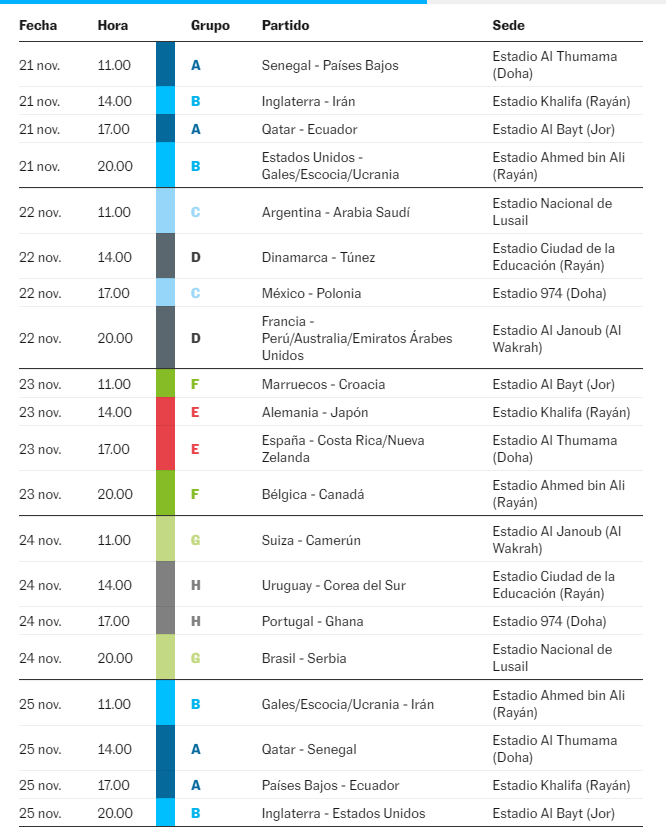 Fecha Hora Grupo Partido Sede
21 nov. 11.00 A Senegal - Países Bajos Estadio Al Thumama
(Doha)
21 nov. 14.00 B Inglaterra - Irán Estadio Khalifa (Rayán)
21 nov. 17.00 A Qatar - Ecuador Estadio Al Bayt (Jor)
21 nov. 20.00 B Estados Unidos - Estadio Ahmed bin Ali
Gales/Escocia/Ucrania (Rayán)
22 nov. 11.00 C Argentina - Arabia Saudí Estadio Nacional de
Lusail
22 nov. 14.00 D Dinamarca - Túnez Estadio Ciudad de la
Educación (Rayán)
22 nov. 17.00 C México - Polonia Estadio 974 (Doha)
22 nov. 20.00 D Francia -
Perú/Australia/Emiratos Árabes Estadio Al Janoub (Al
Unidos Wakrah)
23 nov. 11.00 F Marruecos - Croacia Estadio Al Bayt (Jor)
23 nov. 14.00 E Alemania - Japón Estadio Khalifa (Rayán)
23 nov. 17.00 E España - Costa Rica/Nueva Estadio Al Thumama
Zelanda (Doha)
23 nov. 20.00 F Bélgica - Canadá Estadio Ahmed bin Ali
(Rayán)
24 nov. 11.00 G Suiza - Camerún Estadio Al Janoub (Al
Wakrah)
24 nov. 14.00 H Uruguay - Corea del Sur Estadio Ciudad de la
Educación (Rayán)
24 nov. 17.00 H Portugal - Ghana Estadio 974 (Doha)
24 nov. 20.00 G Brasil - Serbia Estadio Nacional de
Lusail
25 nov. 11.00 B Gales/Escocia/Ucrania - Irán Estadio Ahmed bin Ali
(Rayán)
25 nov. 14.00 A Qatar - Senegal Estadio Al Thumama
(Doha)
25 nov. 17.00 A Países Bajos - Ecuador Estadio Khalifa (Rayán)
25 nov. 20.00 B Inglaterra - Estados Unidos Estadio Al Bayt (Jor)